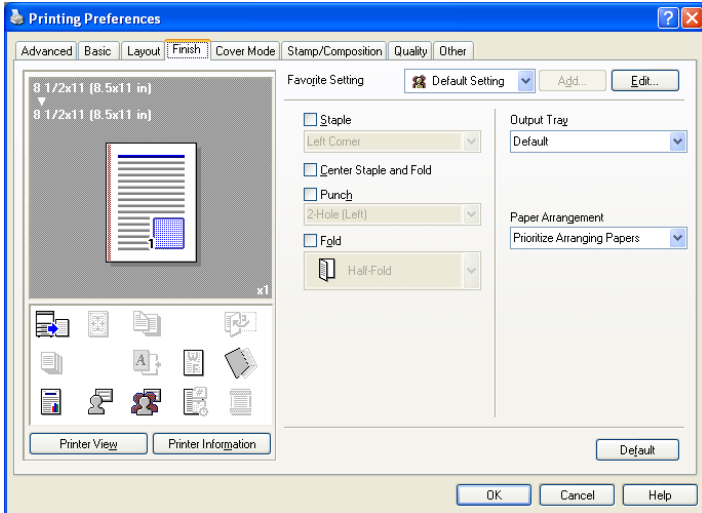 Printing Preferences
Advanced Basic Layout Finish Cover Mode Stamp/Composition Quality Other
8 1/2x11 (8.5x11 in)
8 1/2x11 (8.5x11 in)
1
x1
Printer View Printer Information
Favorite Setting Default Setting Add... Edit...
Staple
Left Corner
Center Staple and Fold
Punch
2-Hole (Left)
Fold
Half-Fold
Output Tray
Default
Paper Arrangement
Prioritize Arranging Papers
Default
OK Cancel Help